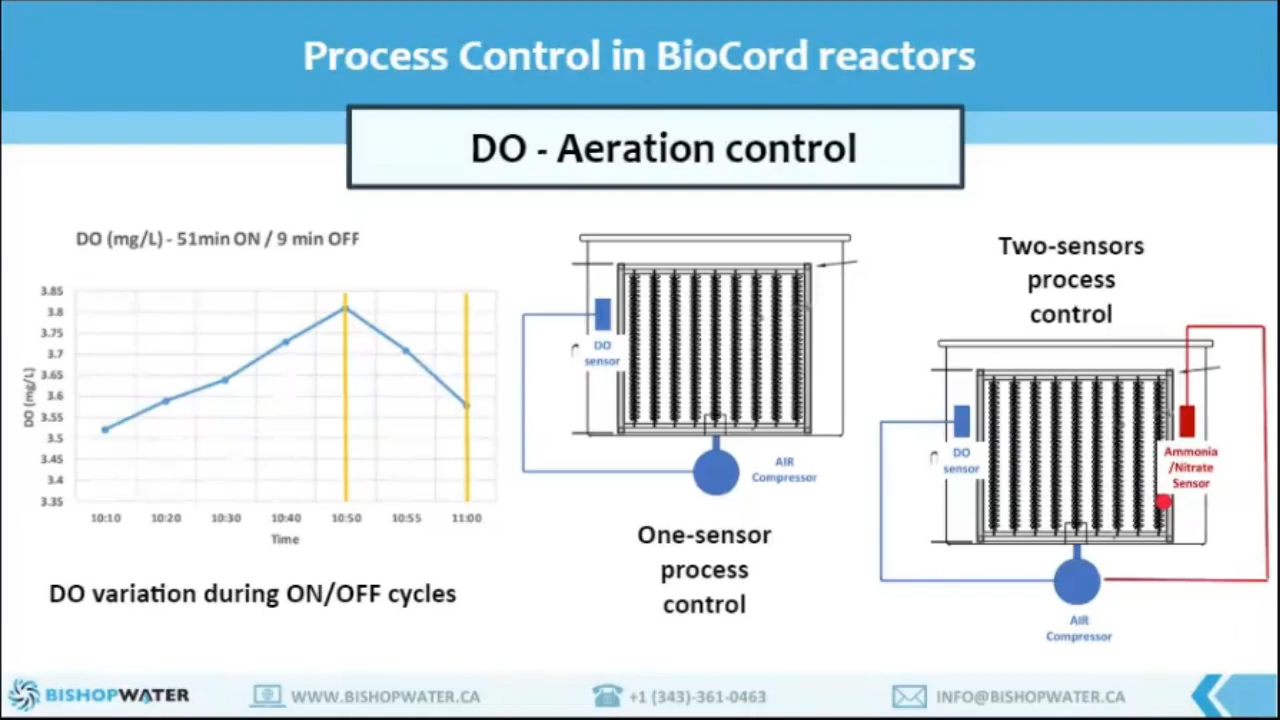 Process Control in BioCord reactors
DO - Aeration control
DO (mg/L) - 51min ON / 9 min OFF
DO (mg/L)
3.85
3.8
3.75
3.7
3.65
3.6
3.55
3.5
3.45
3.4
3.35
10:10 10:20 10:30 10:40 10:50 10:55 11:00
Time
DO variation during ON/OFF cycles
DO
sensor
AIR
Compressor
One-sensor
process
control
Two-sensors
process
control
DO
sensor
Ammonia
/Nitrate
Sensor
AIR
Compressor
BISHOPWATER
WWW.BISHOPWATER.CA
+1 (343)-361-0463
INFO@BISHOPWATER.CA